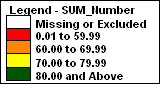 Legend - SUM_Number
Missing or Excluded
0.01 to 59.99
60.00 to 69.99
70.00 to 79.99
80.00 and Above